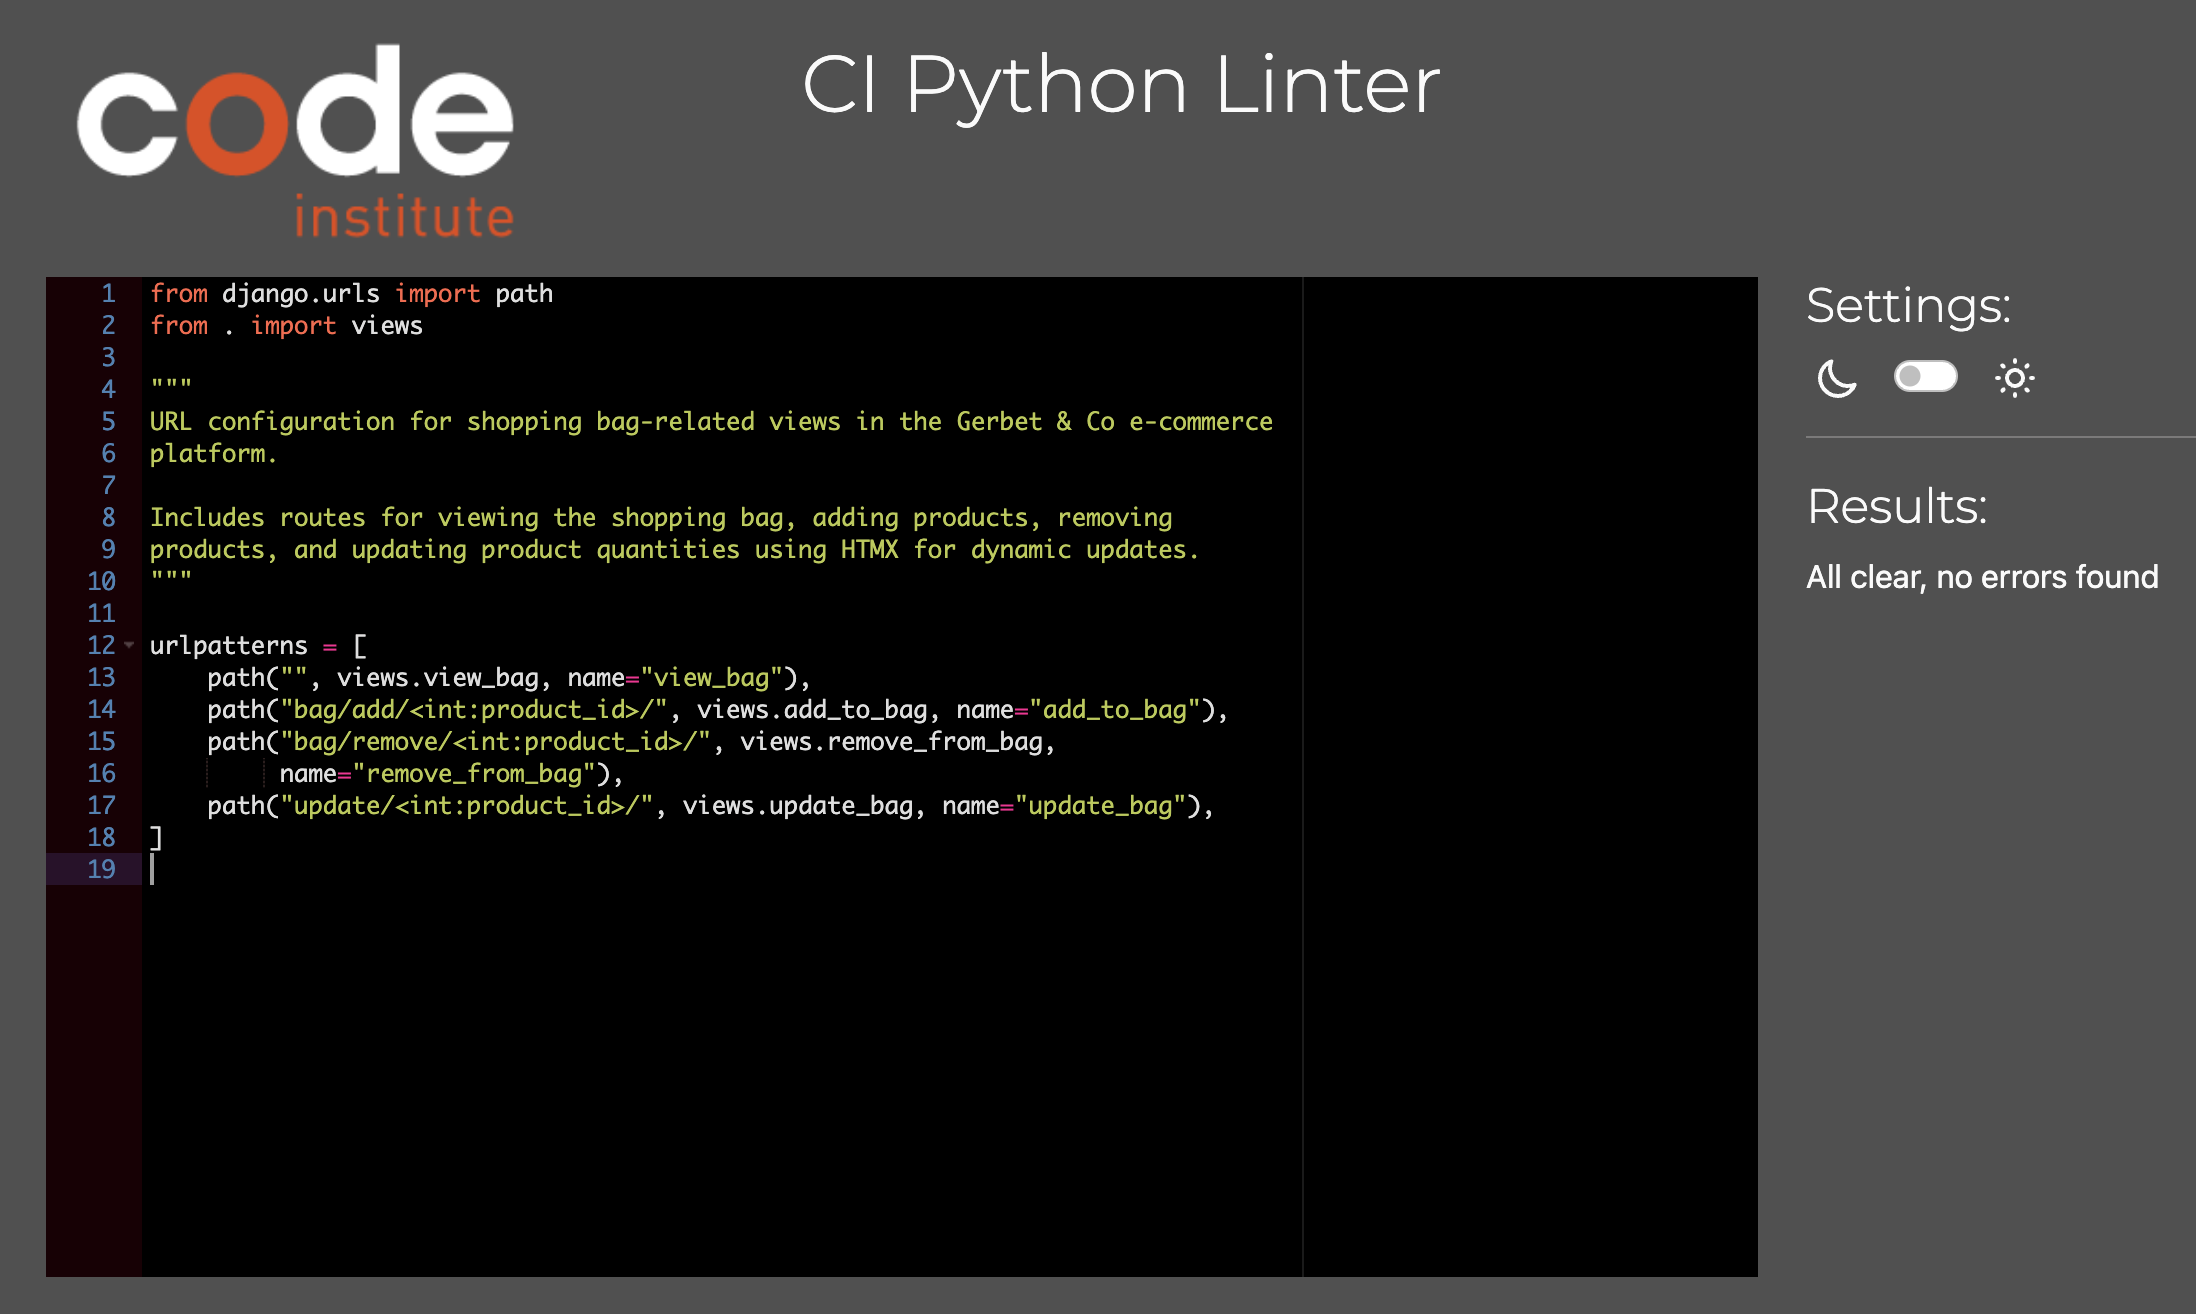 code
institute
CI Python Linter
1 from django.urls import path
2 from . import views
3
4 """
5 URL configuration for shopping bag-related views in the Gerbet & Co e-commerce
6 platform.
7
8 Includes routes for viewing the shopping bag, adding products, removing
9 products, and updating product quantities using HTMX for dynamic updates.
10 """
11
12 urlpatterns = [
13     path("", views.view_bag, name="view_bag"),
14     path("bag/add/<int:product_id>/", views.add_to_bag, name="add_to_bag"),
15     path("bag/remove/<int:product_id>/", views.remove_from_bag,
16          name="remove_from_bag"),
17     path("update/<int:product_id>/", views.update_bag, name="update_bag"),
18 ]
19
Settings:
Results:
All clear, no errors found